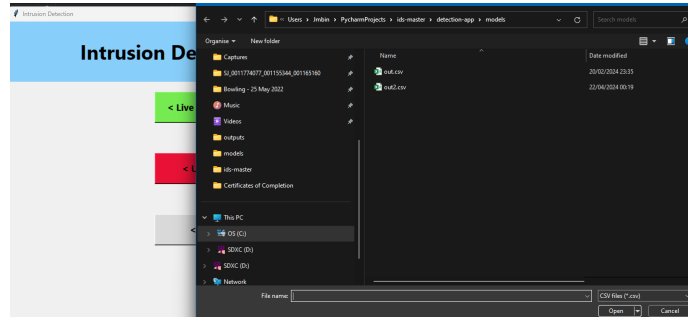 Intrusion Detection
Users › Jmbin › PycharmProjects › ids-master › detection-app › models
Search models
Organise
New folder
Intrusion De
< Live
< U
<
Captures
SJ_0011774077_001155344_001165160
Bowling - 25 May 2022
Music
Videos
outputs
models
ids-master
Certificates of Completion
This PC
OS (C:)
SDXC (D:)
SDXC (D:)
Network
Name
Date modified
out.csv
20/02/2024 23:35
out2.csv
22/04/2024 00:19
File name:
CSV files (*.csv)
Open
Cancel